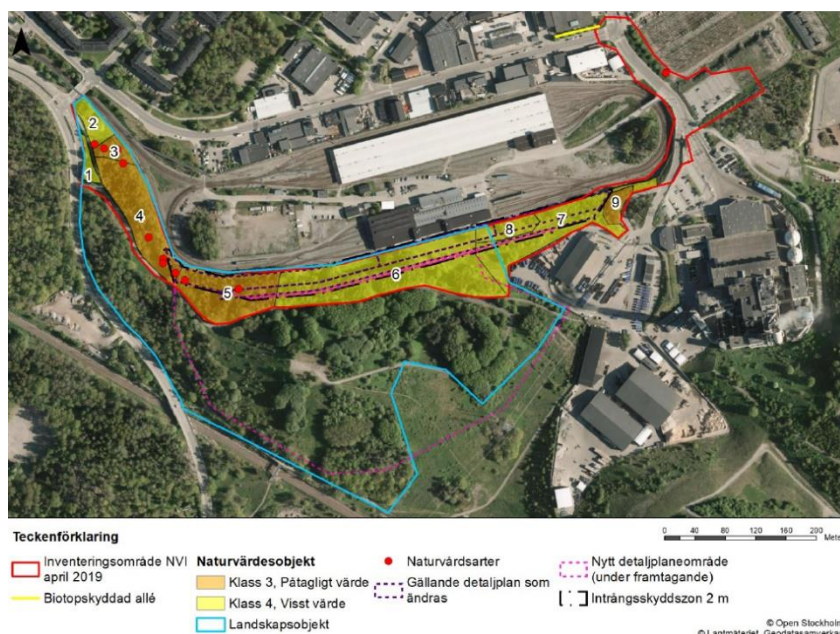 2
3
1
4
9
8
7
6
5
Teckenförklaring
0 40 80 120 160 200
Mete
Inventeringsområde NVI
april 2019
Biotopskyddad allé
Naturvärdesobjekt
Klass 3, Påtagligt värde
Klass 4, Visst värde
Landskapsobjekt
Naturvårdsarter
Gällande detaljplan som
ändras
Nytt detaljplaneområde
(under framtagande)
Intrångsskyddszon 2 m
© Open Stockholm
© Lantmäteriet, Geodatasamverkan